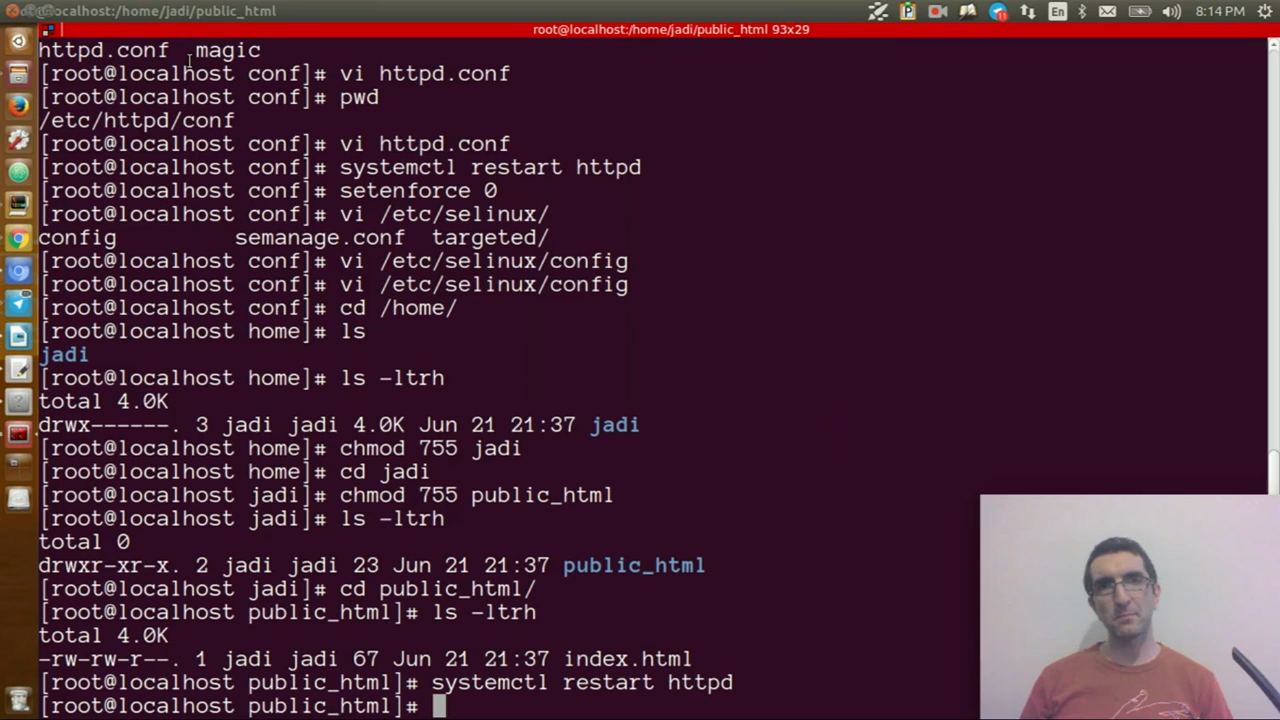 root@localhost:/home/jadi/public_html
En
8:14 PM
root@localhost:/home/jadi/public_html 93x29
httpd.conf  magic
[root@localhost conf]# vi httpd.conf
[root@localhost conf]# pwd
/etc/httpd/conf
[root@localhost conf]# vi httpd.conf
[root@localhost conf]# systemctl restart httpd
[root@localhost conf]# setenforce 0
[root@localhost conf]# vi /etc/selinux/
config         semanage.conf  targeted/
[root@localhost conf]# vi /etc/selinux/config
[root@localhost conf]# vi /etc/selinux/config
[root@localhost conf]# cd /home/
[root@localhost home]# ls
jadi
[root@localhost home]# ls -ltrh
total 4.0K
drwx------. 3 jadi jadi 4.0K Jun 21 21:37 jadi
[root@localhost home]# chmod 755 jadi
[root@localhost home]# cd jadi
[root@localhost jadi]# chmod 755 public_html
[root@localhost jadi]# ls -ltrh
total 0
drwxr-xr-x. 2 jadi jadi 23 Jun 21 21:37 public_html
[root@localhost jadi]# cd public_html/
[root@localhost public_html]# ls -ltrh
total 4.0K
-rw-rw-r--. 1 jadi jadi 67 Jun 21 21:37 index.html
[root@localhost public_html]# systemctl restart httpd
[root@localhost public_html]#